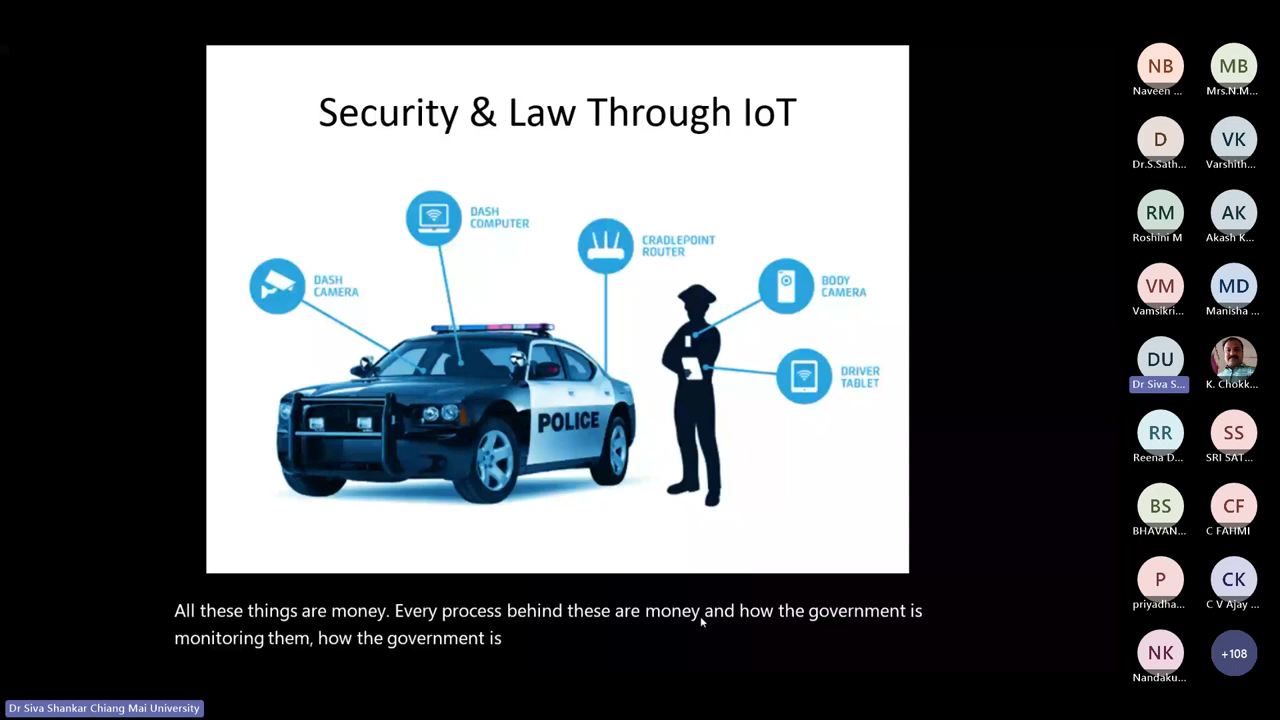 Security & Law Through IoT
DASH
COMPUTER
CRADLEPOINT
ROUTER
DASH
CAMERA
BODY
CAMERA
DRIVER
TABLET
POLICE
All these things are money. Every process behind these are money and how the government is
monitoring them, how the government is
Dr Siva Shankar Chiang Mai University
NB
Naveen ...
MB
Mrs.N.M...
D
Dr.S.Sath...
VK
Varshith...
RM
Roshini M
AK
Akash K...
VM
Vamsikri...
MD
Manisha ...
DU
Dr Siva S...
K. Chokk...
RR
Reena D...
SS
SRI SAT...
BS
BHAVAN...
CF
C FAHMI
P
priyadha...
CK
C V Ajay ...
NK
Nandaku...
+108